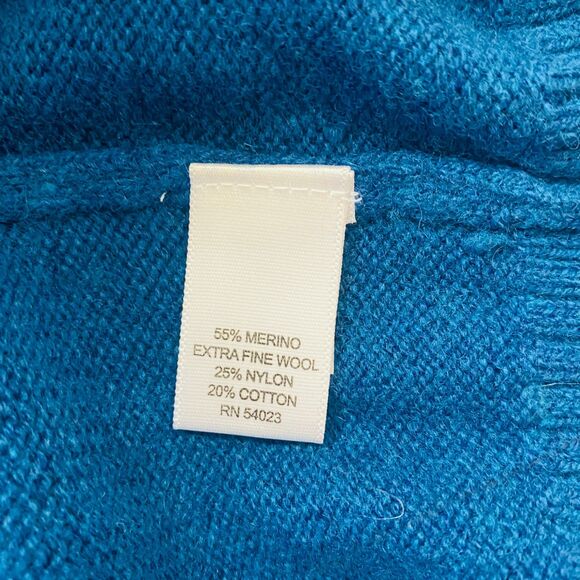 55% MERINO
EXTRA FINE WOOL
25% NYLON
20% COTTON
RN 54023